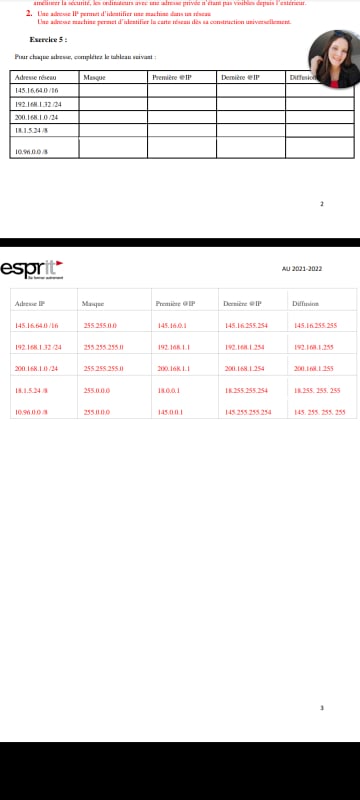 améliorer la sécurité, les ordinateurs avec une adresse privée n'étant pas visibles depuis l'extérieur.
2. Une adresse IP permet d'identifier une machine dans un réseau
Une adresse machine permet d'identifier la carte réseau dès sa construction universellement.
Exercice 5 :
Pour chaque adresse, complétez le tableau suivant :
Adresse réseau Masque Première @IP Dernière @IP Diffusion
145.16.64.0 /16
192.168.1.32 /24
200.168.1.0 /24
18.1.5.24 /8
10.96.0.0 /8
2
esprit
Se former autrement
AU 2021-2022
Adresse IP Masque Première @IP Dernière @IP Diffusion
145.16.64.0 /16 255.255.0.0 145.16.0.1 145.16.255.254 145.16.255.255
192.168.1.32 /24 255.255.255.0 192.168.1.1 192.168.1.254 192.168.1.255
200.168.1.0 /24 255.255.255.0 200.168.1.1 200.168.1.254 200.168.1.255
18.1.5.24 /8 255.0.0.0 18.0.0.1 18.255.255.254 18.255. 255. 255
10.96.0.0 /8 255.0.0.0 145.0.0.1 145.255.255.254 145. 255. 255. 255
3